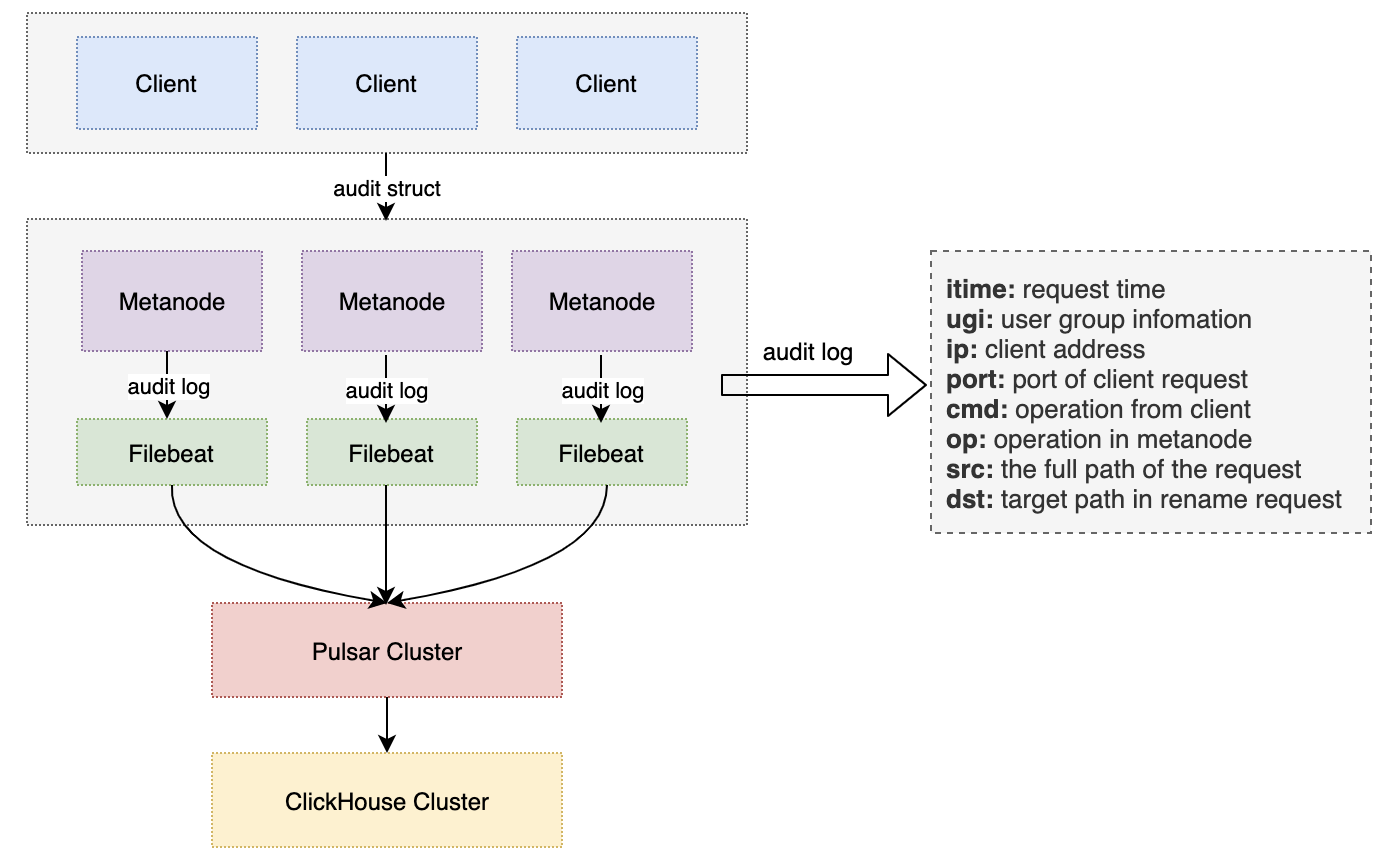 Client
Client
Client
audit struct
Metanode
Metanode
Metanode
audit log
audit log
audit log
Filebeat
Filebeat
Filebeat
audit log
itime: request time
ugi: user group infomation
ip: client address
port: port of client request
cmd: operation from client
op: operation in metanode
src: the full path of the request
dst: target path in rename request
Pulsar Cluster
ClickHouse Cluster